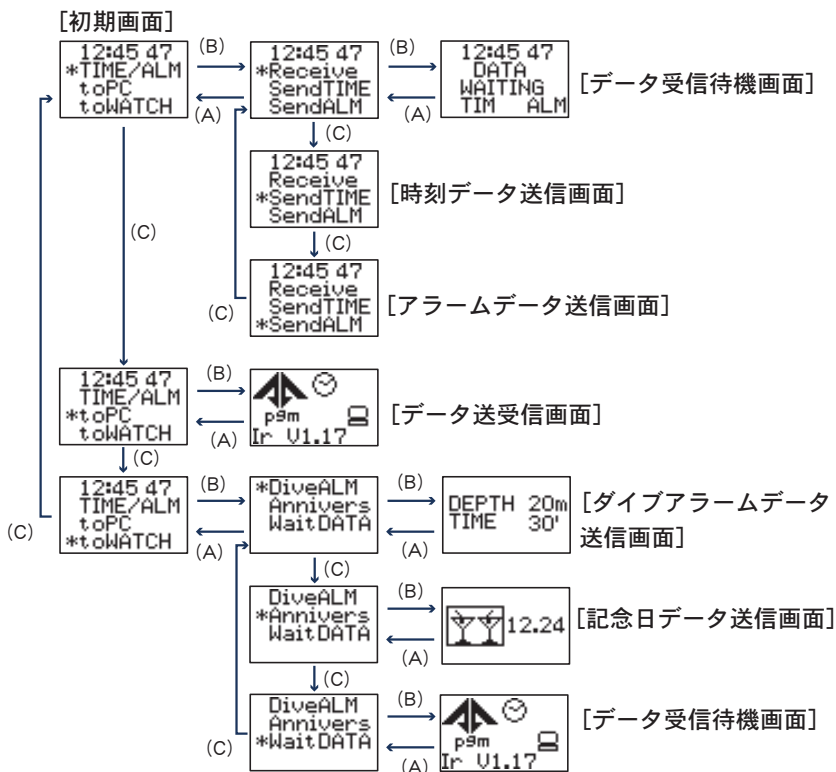 [初期画面]
12:45 47
*TIME/ALM
toPC
toWATCH
(B)
(A)
12:45 47
*Receive
SendTIME
SendALM
(B)
(A)
12:45 47
DATA
WAITING
TIM ALM
[データ受信待機画面]
(C)
12:45 47
Receive
*SendTIME
SendALM
[時刻データ送信画面]
(C)
(C)
12:45 47
Receive
SendTIME
*SendALM
(C)
[アラームデータ送信画面]
12:45 47
TIME/ALM
*toPC
toWATCH
(B)
(A)
p9m
Ir V1.17
[データ送受信画面]
(C)
12:45 47
TIME/ALM
toPC
*toWATCH
(C)
(B)
(A)
*DiveALM
Annivers
WaitDATA
(B)
(A)
DEPTH 20m
TIME 30'
[ダイブアラームデータ
送信画面]
(C)
DiveALM
*Annivers
WaitDATA
(B)
(A)
12.24
[記念日データ送信画面]
(C)
DiveALM
Annivers
*WaitDATA
(C)
(B)
(A)
p9m
Ir V1.17
[データ受信待機画面]